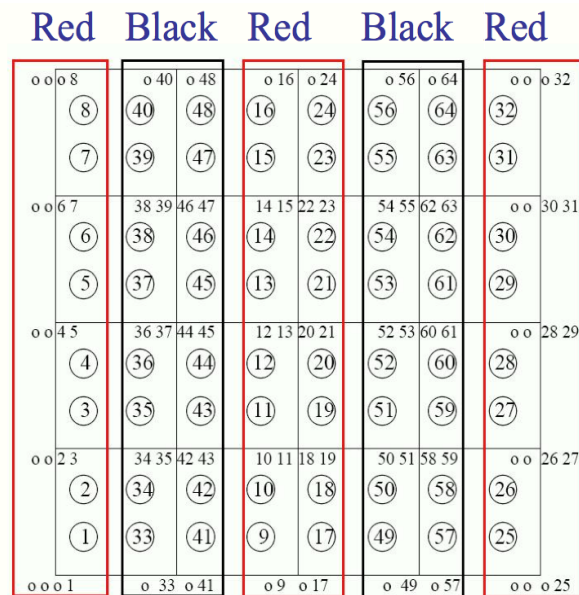 Red Black Red Black Red
o o o 8 o 40 o 48 o 16 o 24 o 56 o 64 o o o 32
8 40 48 16 24 56 64 32
7 39 47 15 23 55 63 31
o o 6 7 38 39 46 47 14 15 22 23 54 55 62 63 o o 30 31
6 38 46 14 22 54 62 30
5 37 45 13 21 53 61 29
o o 4 5 36 37 44 45 12 13 20 21 52 53 60 61 o o 28 29
4 36 44 12 20 52 60 28
3 35 43 11 19 51 59 27
o o 2 3 34 35 42 43 10 11 18 19 50 51 58 59 o o 26 27
2 34 42 10 18 50 58 26
1 33 41 9 17 49 57 25
o o o 1 o 33 o 41 o 9 o 17 o 49 o 57 o o o 25